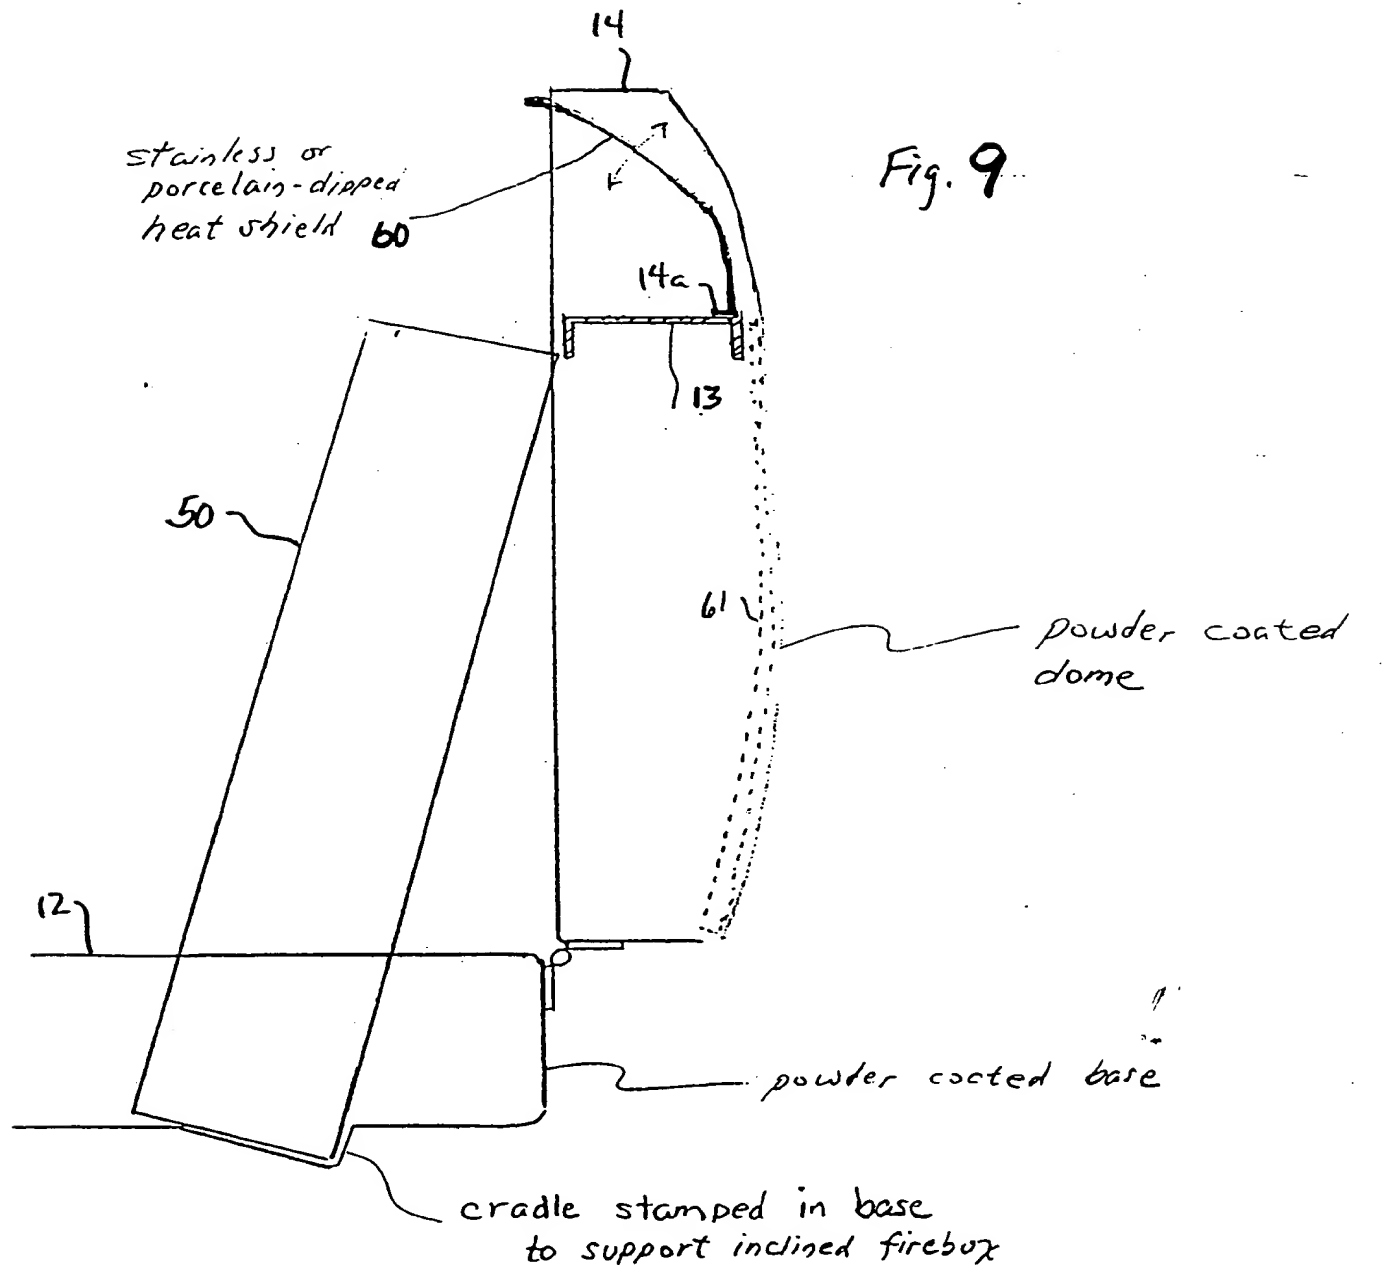 14
Fig. 9
stainless or
porcelain-dipped
heat shield 60
14a
13
50
61
powder coated
dome
12
powder coated base
cradle stamped in base
to support inclined firebox